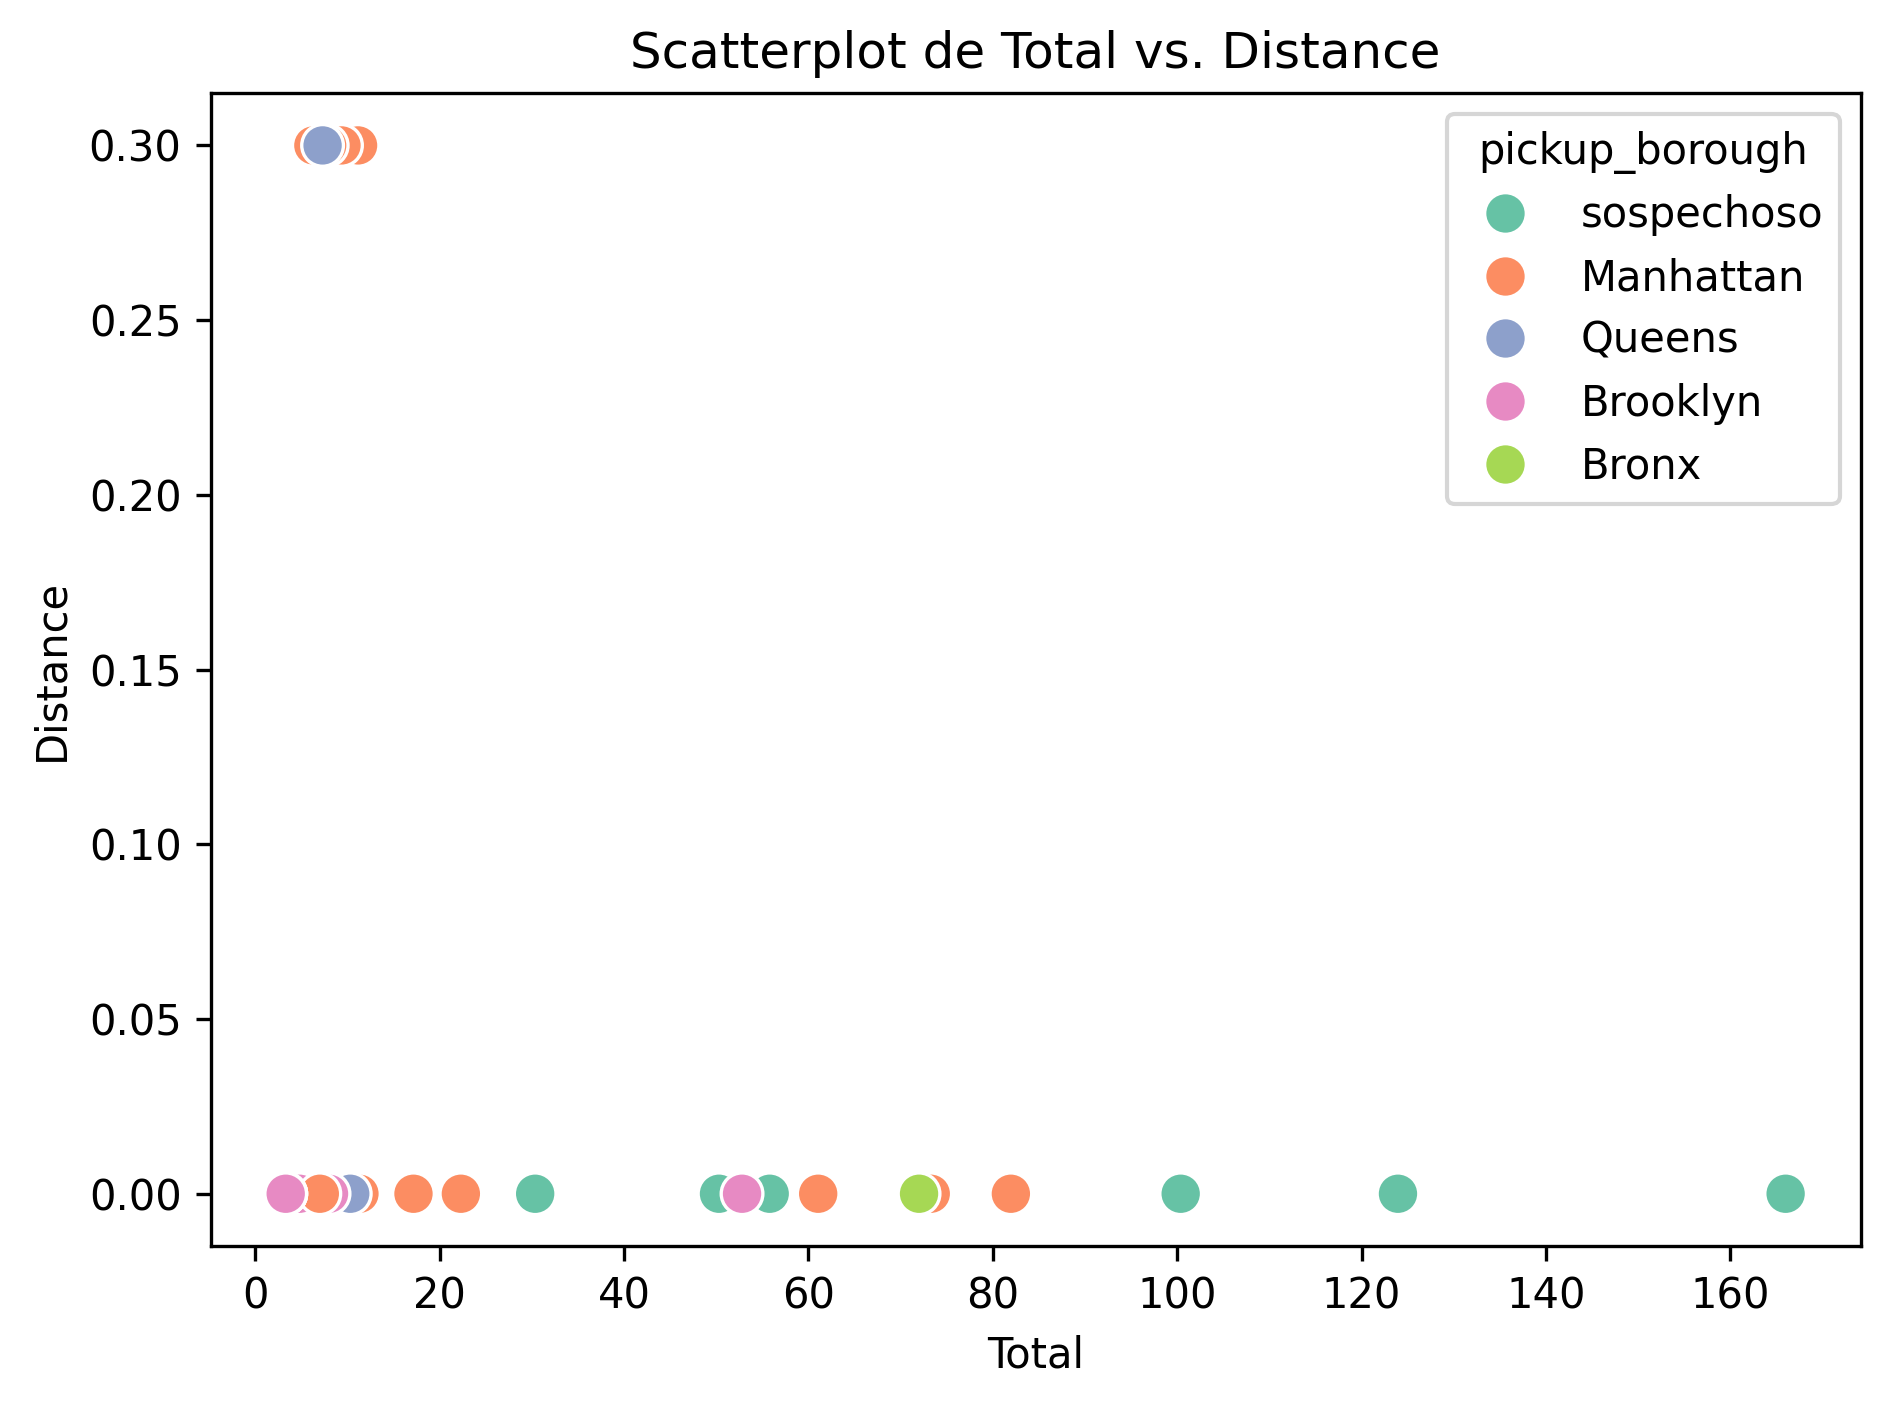 Scatterplot de Total vs. Distance
pickup_borough
sospechoso
Manhattan
Queens
Brooklyn
Bronx
0.30
0.25
0.20
0.15
0.10
0.05
0.00
Distance
0 20 40 60 80 100 120 140 160
Total